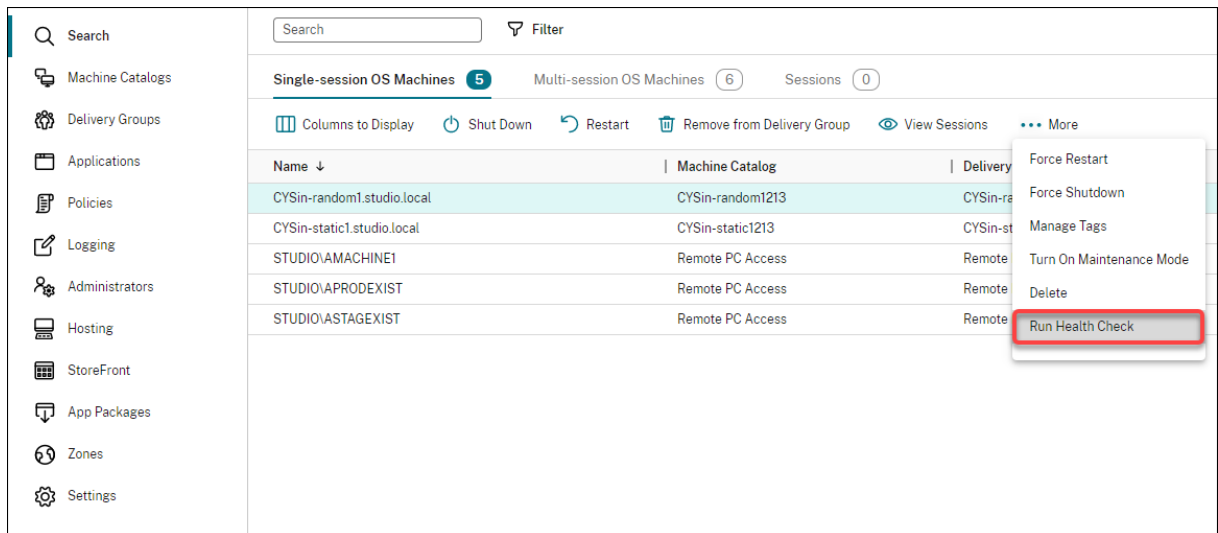 Search
Machine Catalogs
Delivery Groups
Applications
Policies
Logging
Administrators
Hosting
StoreFront
App Packages
Zones
Settings
Search
Filter
Single-session OS Machines 5
Multi-session OS Machines 6
Sessions 0
Columns to Display
Shut Down
Restart
Remove from Delivery Group
View Sessions
••• More
Name ↓ | Machine Catalog | Delivery
CYSin-random1.studio.local CYSin-random1213 CYSin-ra
CYSin-static1.studio.local CYSin-static1213 CYSin-st
STUDIO\AMACHINE1 Remote PC Access Remote
STUDIO\APRODEXIST Remote PC Access Remote
STUDIO\ASTAGEXIST Remote PC Access Remote
Force Restart
Force Shutdown
Manage Tags
Turn On Maintenance Mode
Delete
Run Health Check